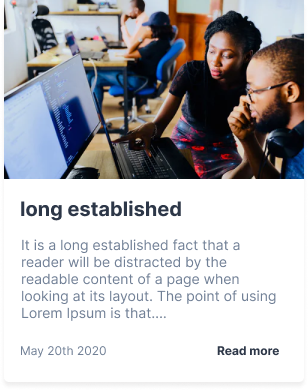 long established
It is a long established fact that a
reader will be distracted by the
readable content of a page when
looking at its layout. The point of using
Lorem Ipsum is that....
May 20th 2020
Read more